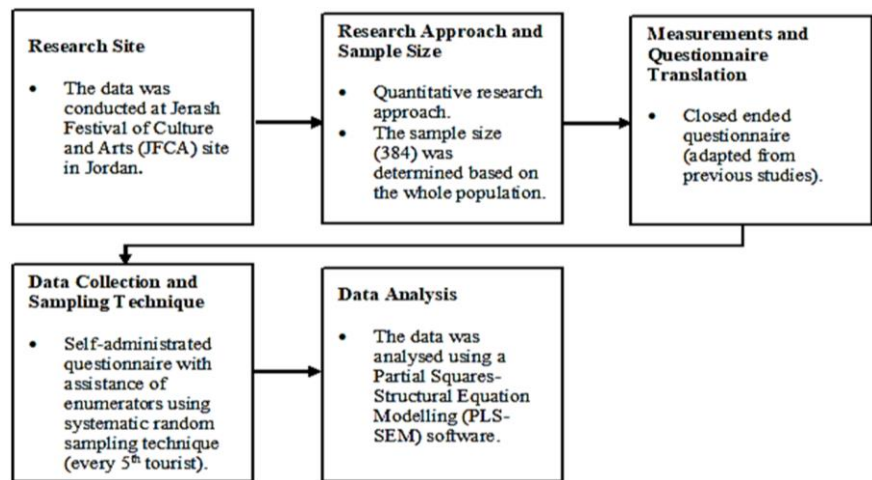 Research Site
• The data was
conducted at Jerash
Festival of Culture
and Arts (JFCA) site
in Jordan.
Research Approach and
Sample Size
• Quantitative research
approach.
• The sample size
(384) was
determined based on
the whole population.
Measurements and
Questionnaire
Translation
• Closed ended
questionnaire
(adapted from
previous studies).
Data Collection and
Sampling Technique
• Self-administrated
questionnaire with
assistance of
enumerators using
systematic random
sampling technique
(every 5th tourist).
Data Analysis
• The data was
analysed using a
Partial Squares-
Structural Equation
Modelling (PLS-
SEM) software.